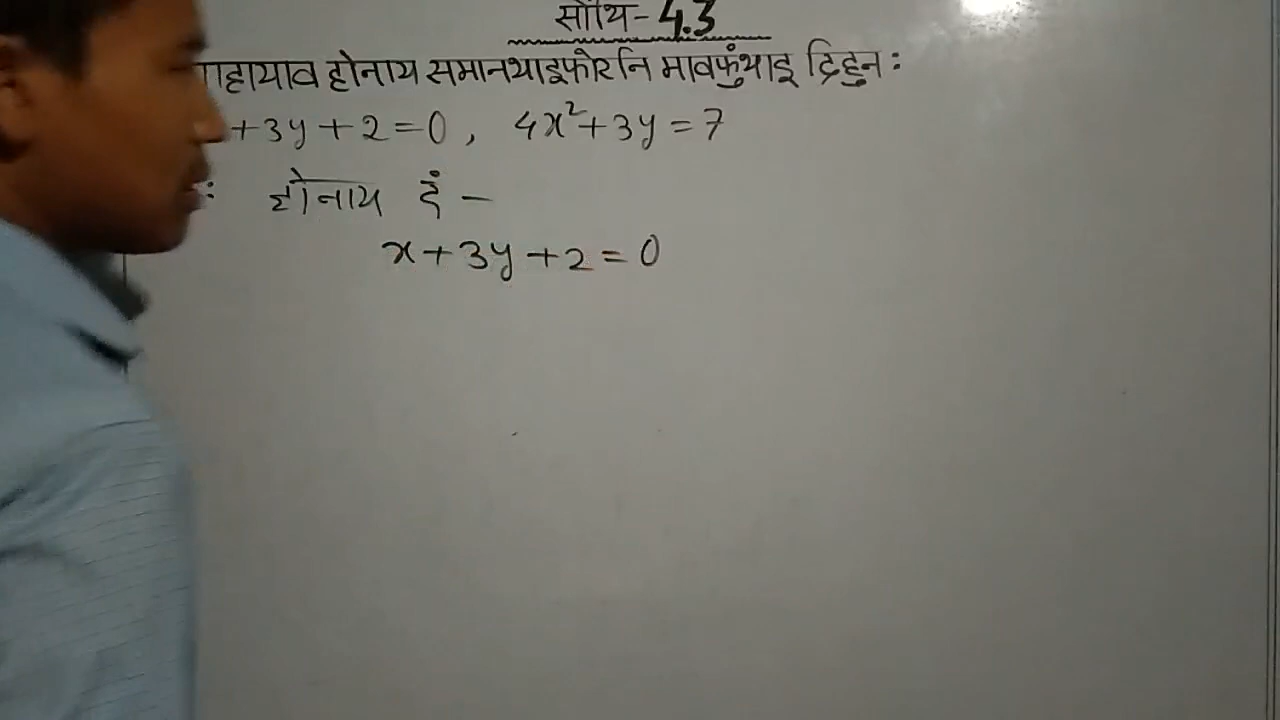 सोथि- 4.3
गाहायाव होनाय समानथाइफोरनि मावफुंथाइ दिहुन :
+3y+2=0, 4x²+3y=7
: होनाय दं –
x+3y+2=0